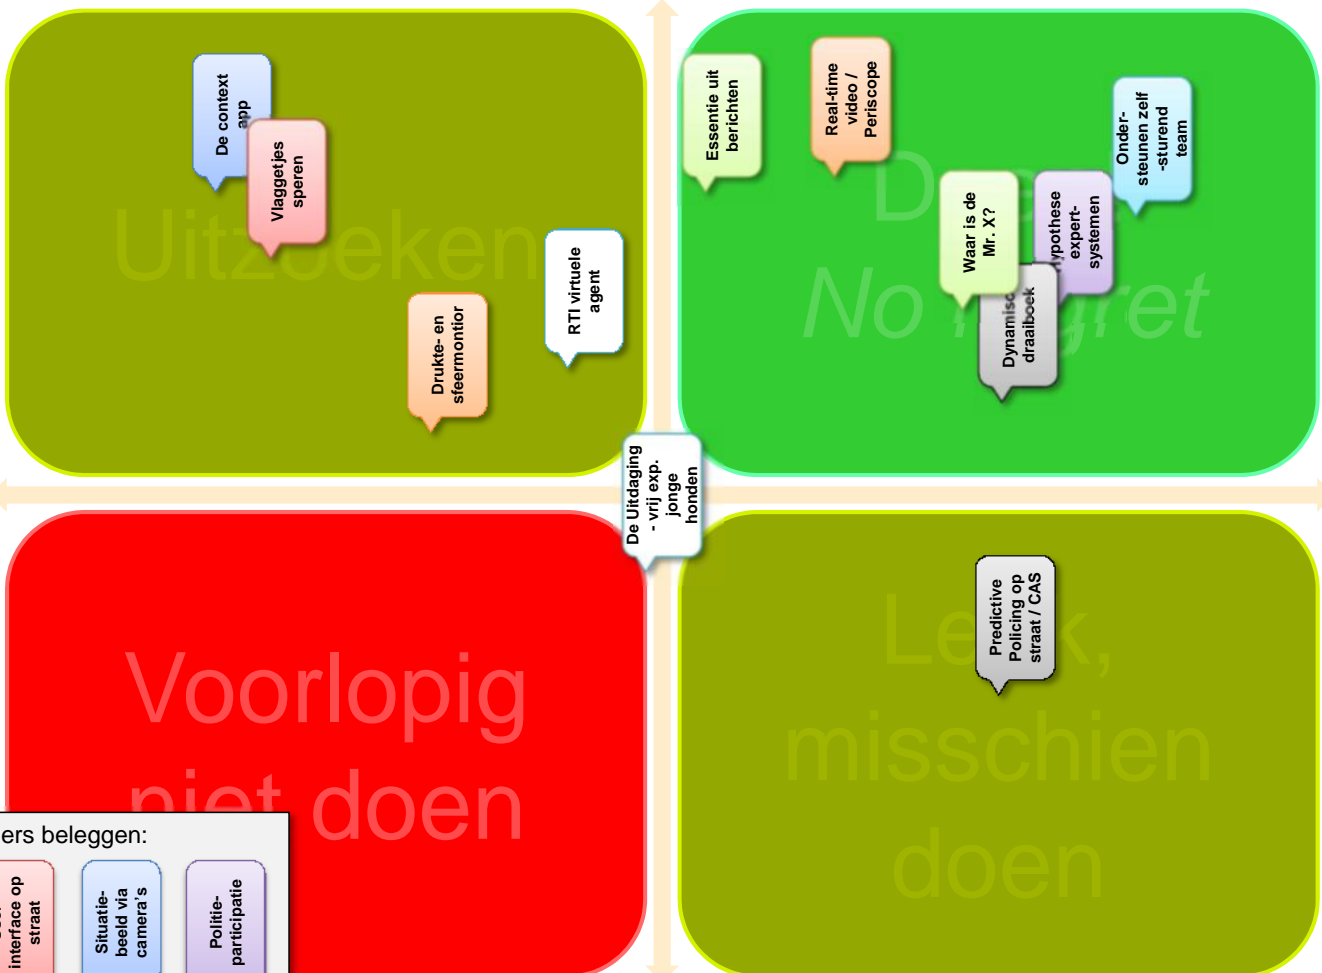 De context
app
Vlaggetjes
speren
Uitzoeken
Drukte- en
sfeermontior
RTI virtuele
agent
Essentie uit
berichten
Real-time
video /
Periscope
Onder-
steunen zelf
-sturend
team
Waar is de
Mr. X?
Hypothese
expert-
systemen
Dynamisch
draaiboek
No regret
De Uitdaging
- vrij exp.
jonge
honden
Voorlopig
niet doen
Predictive
Policing op
straat / CAS
Leuk,
misschien
doen
ers beleggen:
interface op
straat
Situatie-
beeld via
camera's
Politie-
participatie